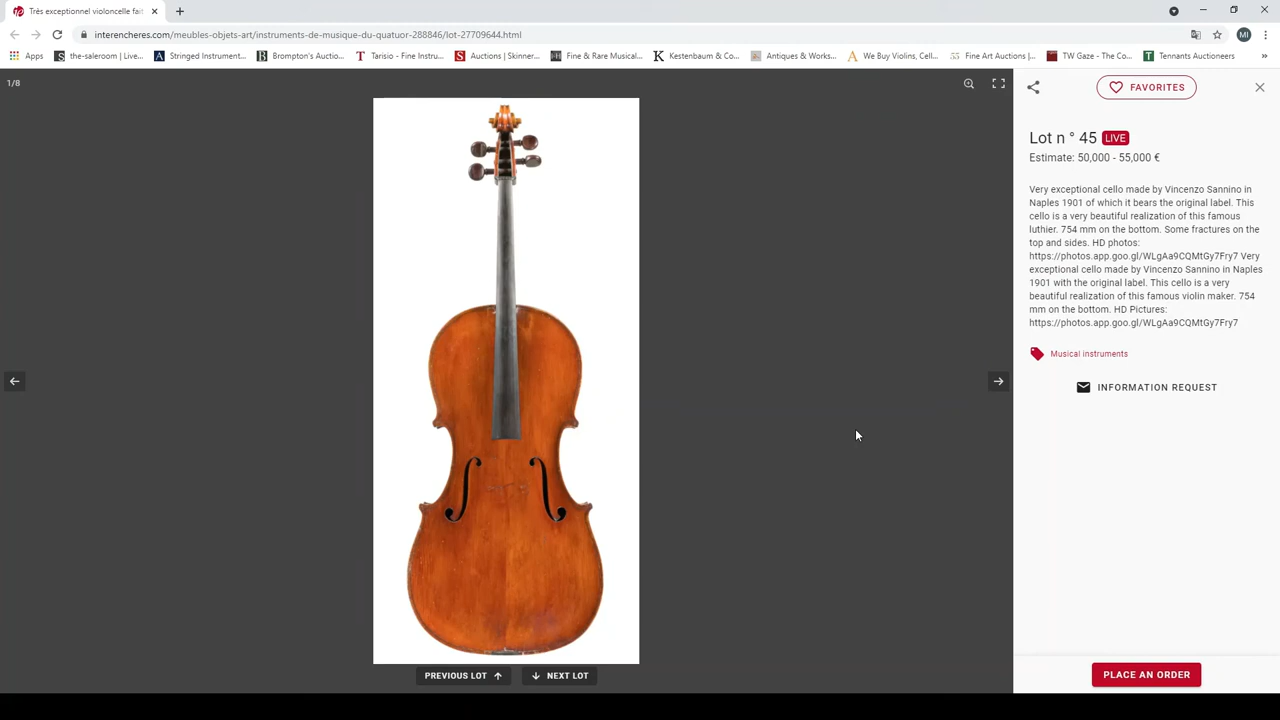 Très exceptionnel violoncelle fait
interencheres.com/meubles-objets-art/instruments-de-musique-du-quatuor-288846/lot-27709644.html
MI
Apps
the-saleroom | Live...
Stringed Instrument...
Brompton's Auction...
Tarisio - Fine Instru...
Auctions | Skinner...
Fine & Rare Musical...
Kestenbaum & Co...
Antiques & Works...
We Buy Violins, Cell...
Fine Art Auctions |...
TW Gaze - The Co...
Tennants Auctioneers
»
1/8
FAVORITES
Lot n ° 45 LIVE
Estimate: 50,000 - 55,000 €
Very exceptional cello made by Vincenzo Sannino in
Naples 1901 of which it bears the original label. This
cello is a very beautiful realization of this famous
luthier. 754 mm on the bottom. Some fractures on the
top and sides. HD photos:
https://photos.app.goo.gl/WLgAa9CQMtGy7Fry7 Very
exceptional cello made by Vincenzo Sannino in Naples
1901 with the original label. This cello is a very
beautiful realization of this famous violin maker. 754
mm on the bottom. HD Pictures:
https://photos.app.goo.gl/WLgAa9CQMtGy7Fry7
Musical instruments
INFORMATION REQUEST
PREVIOUS LOT
NEXT LOT
PLACE AN ORDER